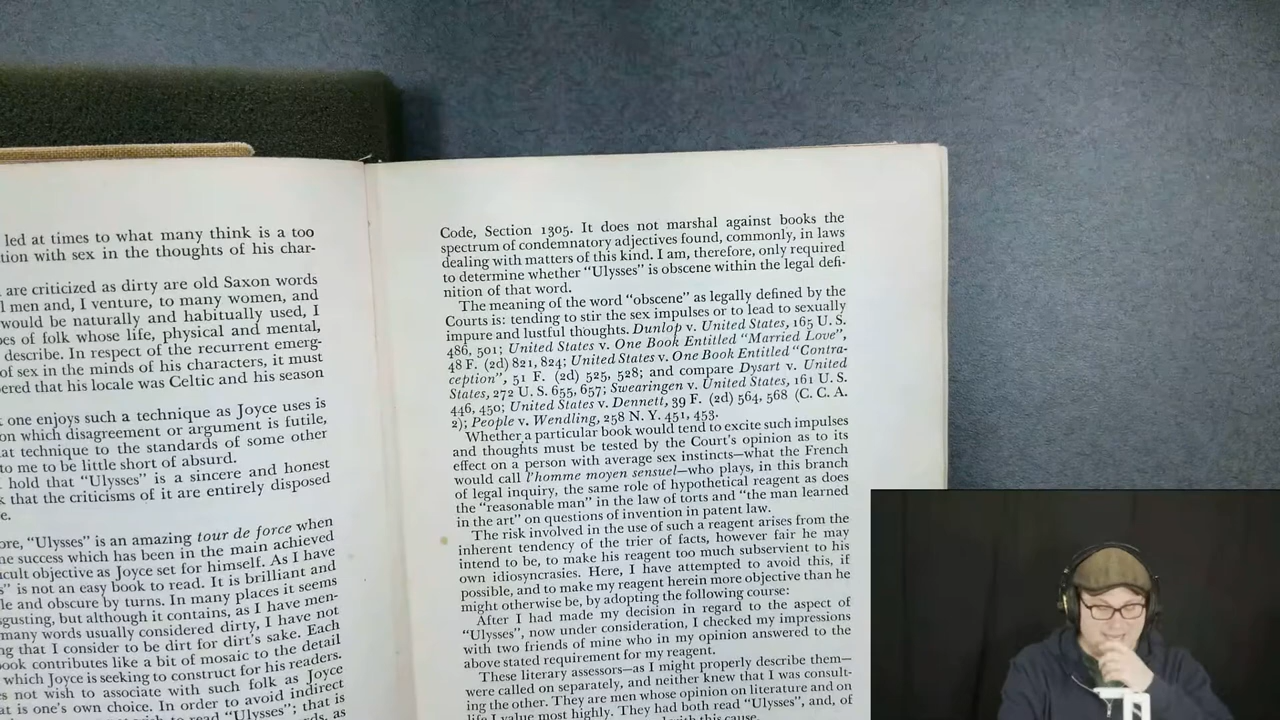 led at times to what many think is a too
tion with sex in the thoughts of his char-
are criticized as dirty are old Saxon words
l men and, I venture, to many women, and
would be naturally and habitually used, I
pes of folk whose life, physical and mental,
describe. In respect of the recurrent emerg-
of sex in the minds of his characters, it must
ered that his locale was Celtic and his season
one enjoys such a technique as Joyce uses is
on which disagreement or argument is futile,
at technique to the standards of some other
to me to be little short of absurd.
hold that "Ulysses" is a sincere and honest
k that the criticisms of it are entirely disposed
e.
ore, "Ulysses" is an amazing tour de force when
he success which has been in the main achieved
icult objective as Joyce set for himself. As I have
s" is not an easy book to read. It is brilliant and
le and obscure by turns. In many places it seems
sgusting, but although it contains, as I have men-
many words usually considered dirty, I have not
ng that I consider to be dirt for dirt's sake. Each
ook contributes like a bit of mosaic to the detail
which Joyce is seeking to construct for his readers.
s not wish to associate with such folk as Joyce
at is one's own choice. In order to avoid indirect
to read "Ulysses"; that is
as
Code, Section 1305. It does not marshal against books the
spectrum of condemnatory adjectives found, commonly, in laws
dealing with matters of this kind. I am, therefore, only required
to determine whether "Ulysses" is obscene within the legal defi-
nition of that word.
The meaning of the word "obscene" as legally defined by the
Courts is: tending to stir the sex impulses or to lead to sexually
impure and lustful thoughts. Dunlop v. United States, 165 U. S.
486, 501; United States v. One Book Entitled "Married Love",
48 F. (2d) 821, 824; United States v. One Book Entitled "Contra-
ception", 51 F. (2d) 525, 528; and compare Dysart v. United
States, 272 U. S. 655, 657; Swearingen v. United States, 161 U. S.
446, 450; United States v. Dennett, 39 F. (2d) 564, 568 (C. C. A.
2); People v. Wendling, 258 N. Y. 451, 453.
Whether a particular book would tend to excite such impulses
and thoughts must be tested by the Court's opinion as to its
effect on a person with average sex instincts—what the French
would call l'homme moyen sensuel—who plays, in this branch
of legal inquiry, the same role of hypothetical reagent as does
the "reasonable man" in the law of torts and "the man learned
in the art" on questions of invention in patent law.
The risk involved in the use of such a reagent arises from the
inherent tendency of the trier of facts, however fair he may
intend to be, to make his reagent too much subservient to his
own idiosyncrasies. Here, I have attempted to avoid this, if
possible, and to make my reagent herein more objective than he
might otherwise be, by adopting the following course:
After I had made my decision in regard to the aspect of
"Ulysses", now under consideration, I checked my impressions
with two friends of mine who in my opinion answered to the
above stated requirement for my reagent.
These literary assessors—as I might properly describe them—
were called on separately, and neither knew that I was consult-
ing the other. They are men whose opinion on literature and on
life I value most highly. They had both read "Ulysses", and, of
with this cause.